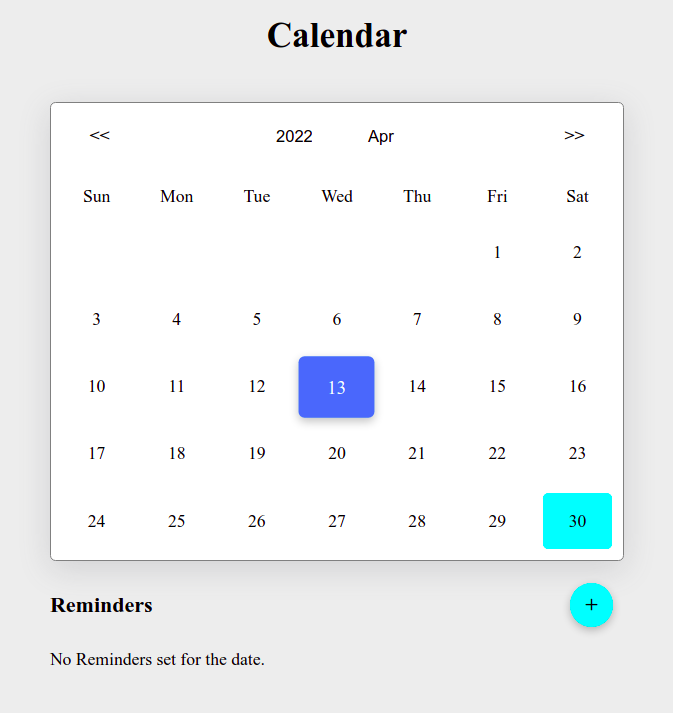 Calendar
<< 2022 Apr >>
Sun Mon Tue Wed Thu Fri Sat
1 2
3 4 5 6 7 8 9
10 11 12 13 14 15 16
17 18 19 20 21 22 23
24 25 26 27 28 29 30
Reminders +
No Reminders set for the date.